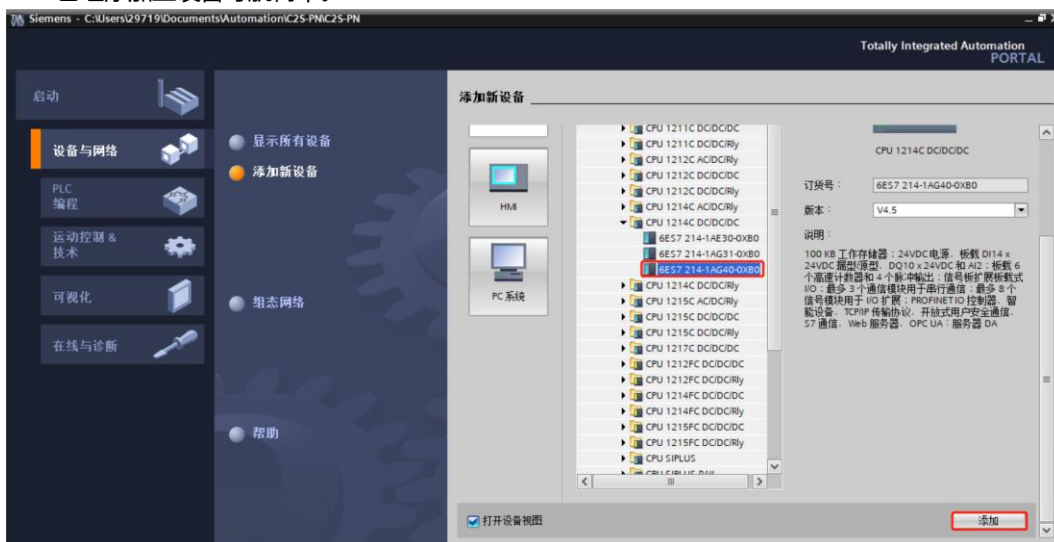 Siemens - C:\Users\29719\Documents\Automation\C2S-PN\C2S-PN
Totally Integrated Automation
PORTAL
启动
设备与网络
PLC
编程
运动控制 &
技术
可视化
在线与诊断
显示所有设备
添加新设备
组态网络
帮助
添加新设备
HMI
PC 系统
CPU 1211C DC/DC/DC
CPU 1211C DC/DC/Rly
CPU 1212C AC/DC/Rly
CPU 1212C DC/DC/DC
CPU 1212C DC/DC/Rly
CPU 1214C AC/DC/Rly
CPU 1214C DC/DC/DC
6ES7 214-1AE30-0XB0
6ES7 214-1AG31-0XB0
6ES7 214-1AG40-0XB0
CPU 1214C DC/DC/Rly
CPU 1215C AC/DC/Rly
CPU 1215C DC/DC/DC
CPU 1215C DC/DC/Rly
CPU 1217C DC/DC/DC
CPU 1212FC DC/DC/DC
CPU 1212FC DC/DC/Rly
CPU 1214FC DC/DC/DC
CPU 1214FC DC/DC/Rly
CPU 1215FC DC/DC/DC
CPU 1215FC DC/DC/Rly
CPU SIPLUS
CPU 1214C DC/DC/DC
订货号：
6ES7 214-1AG40-0XB0
版本：
V4.5
说明：
100 KB 工作存储器；24VDC 电源，板载 DI14 x
24VDC 漏型/源型，DQ10 x 24VDC 和 AI2；板载 6
个高速计数器和 4 个脉冲输出；信号板扩展板载式
I/O；最多 3 个通信模块用于串行通信；最多 8 个
信号模块用于 I/O 扩展；PROFINET IO 控制器、智
能设备、TCP/IP 传输协议、开放式用户安全通信、
S7 通信、Web 服务器、OPC UA：服务器 DA
打开设备视图
添加